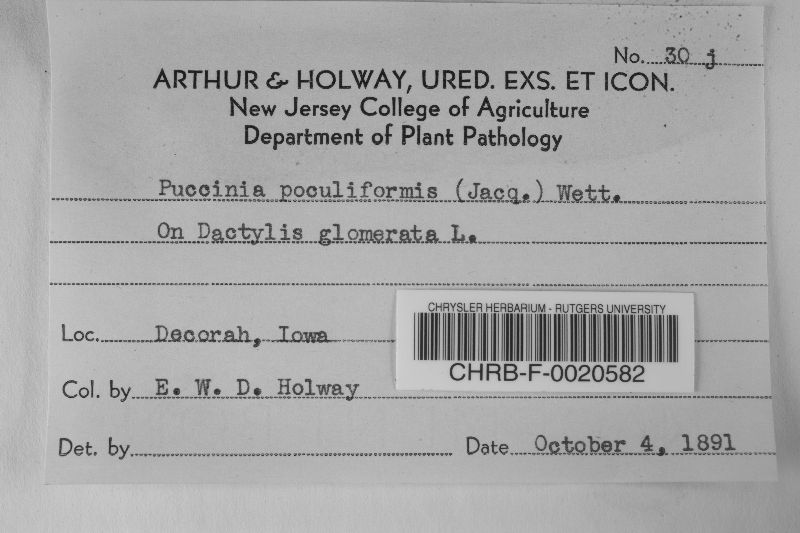 No. 30 j
ARTHUR & HOLWAY, URED. EXS. ET ICON.
New Jersey College of Agriculture
Department of Plant Pathology
Puccinia poculiformis (Jacq.) Wett.
On Dactylis glomerata L.
CHRYSLER HERBARIUM - RUTGERS UNIVERSITY
CHRB-F-0020582
Loc. Decorah, Iowa
Col. by E. W. D. Holway
Det. by
Date October 4, 1891